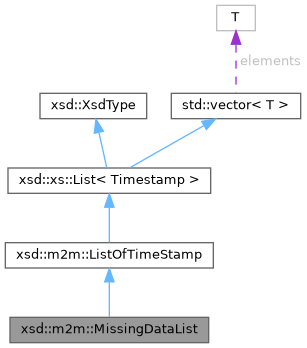 T
elements
xsd::XsdType
std::vector< T >
xsd::xs::List< Timestamp >
xsd::m2m::ListOfTimeStamp
xsd::m2m::MissingDataList